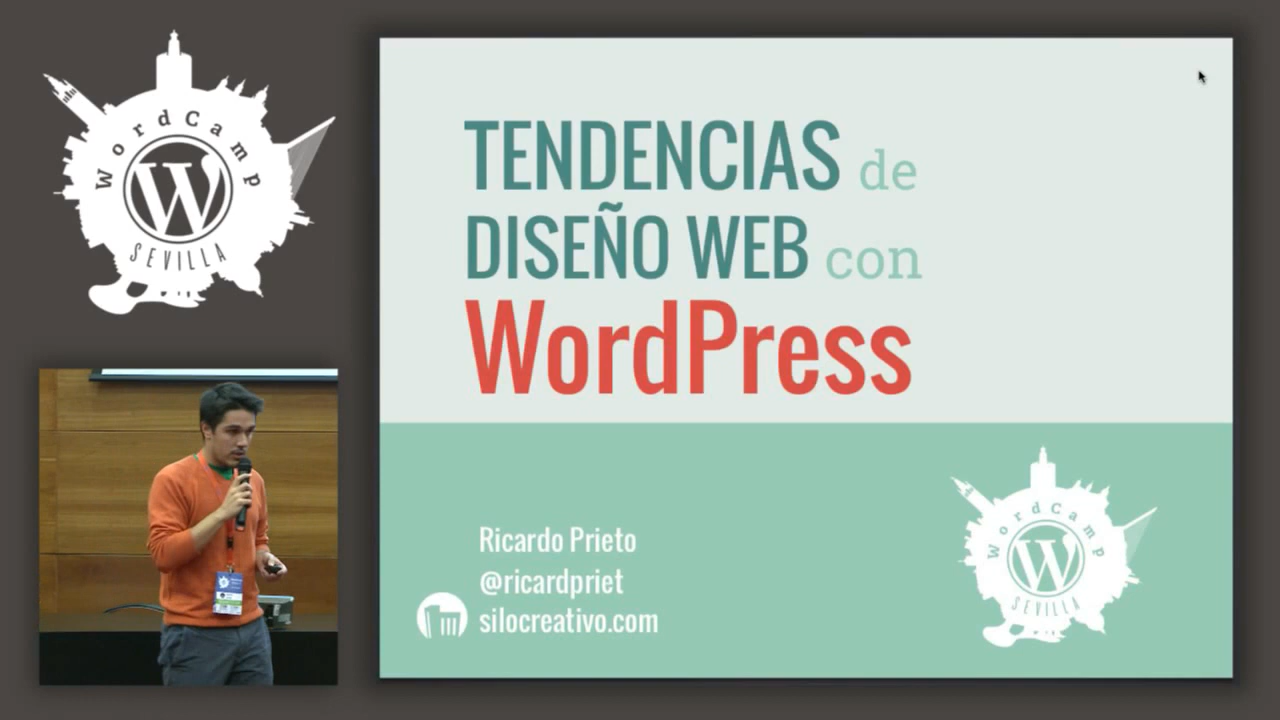 WordCamp
SEVILLA
TENDENCIAS de
DISEÑO WEB con
WordPress
Ricardo Prieto
@ricardpriet
silocreativo.com
WordCamp
SEVILLA